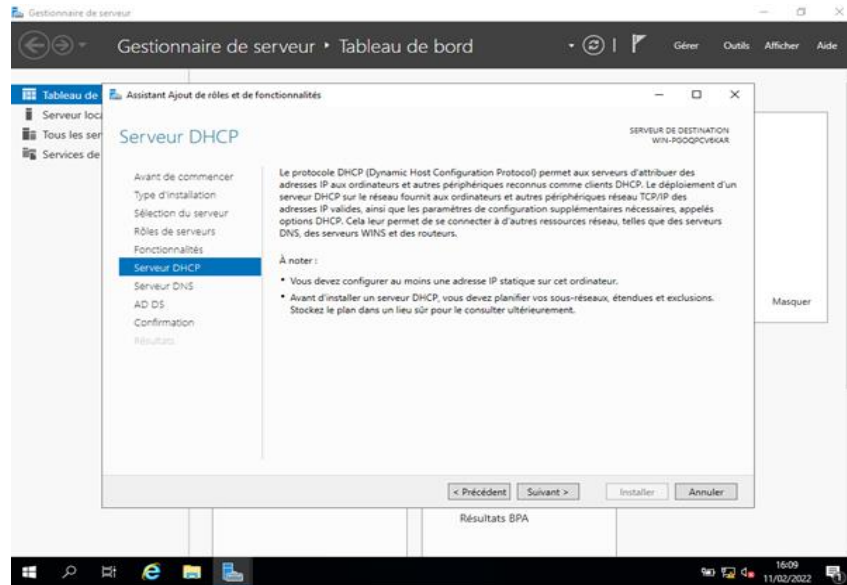 Gestionnaire de serveur
Gestionnaire de serveur • Tableau de bord
Gérer Outils Afficher Aide
Tableau de
Serveur loca
Tous les ser
Services de
Assistant Ajout de rôles et de fonctionnalités
Serveur DHCP
SERVEUR DE DESTINATION
Avant de commencer
Type d'installation
Sélection du serveur
Rôles de serveurs
Fonctionnalités
Serveur DHCP
Serveur DNS
AD DS
Confirmation
Résultats
Le protocole DHCP (Dynamic Host Configuration Protocol) permet aux serveurs d'attribuer des
adresses IP aux ordinateurs et autres périphériques reconnus comme clients DHCP. Le déploiement d'un
serveur DHCP sur le réseau fournit aux ordinateurs et autres périphériques réseau TCP/IP des
adresses IP valides, ainsi que les paramètres de configuration supplémentaires nécessaires, appelés
options DHCP. Cela leur permet de se connecter à d'autres ressources réseau, telles que des serveurs
DNS, des serveurs WINS et des routeurs.
À noter :
• Vous devez configurer au moins une adresse IP statique sur cet ordinateur.
• Avant d'installer un serveur DHCP, vous devez planifier vos sous-réseaux, étendues et exclusions.
Stockez le plan dans un lieu sûr pour le consulter ultérieurement.
Masquer
< Précédent Suivant > Installer Annuler
Résultats BPA
16:09
11/02/2022